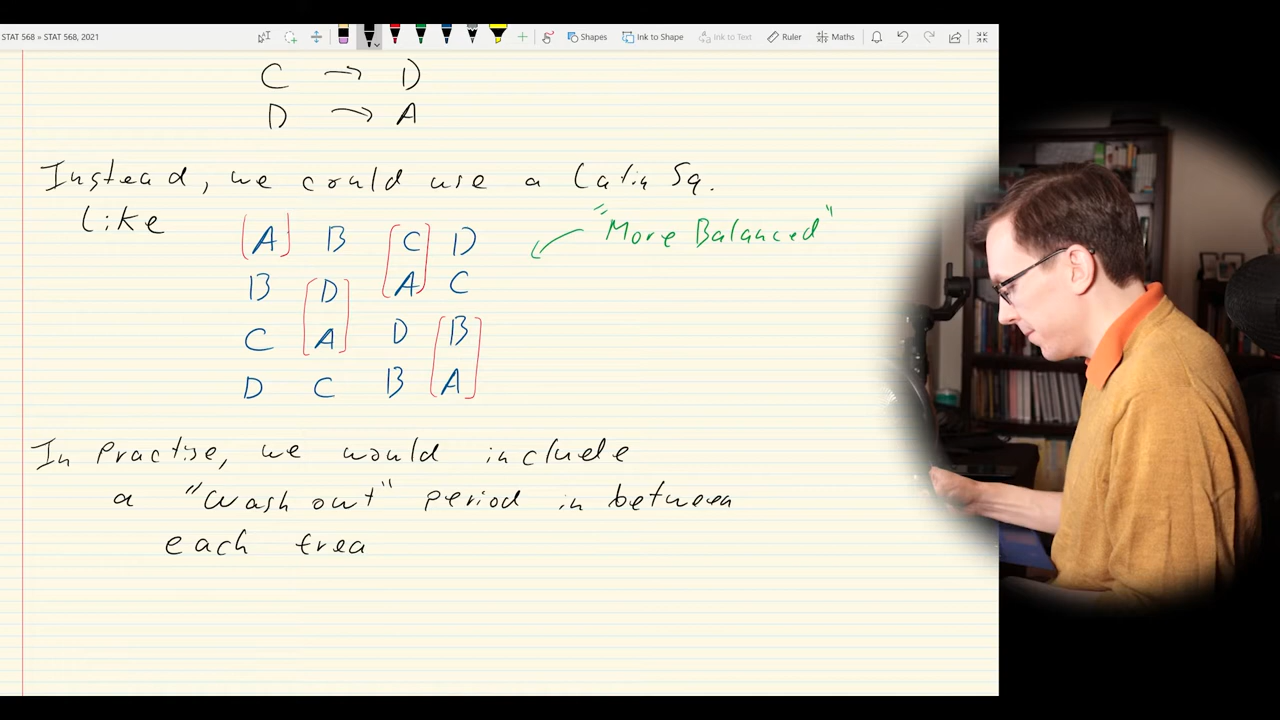 STAT 568 » STAT 568, 2021
Shapes
Ink to Shape
Ink to Text
Ruler
Maths
C → D
D → A
Instead, we could use a Latin Sq.
like
"More Balanced"
[A] B [C D
B [D A] C
C A] D [B
D C B A]
In Practise, we would include
a "wash out" period in between
each trea